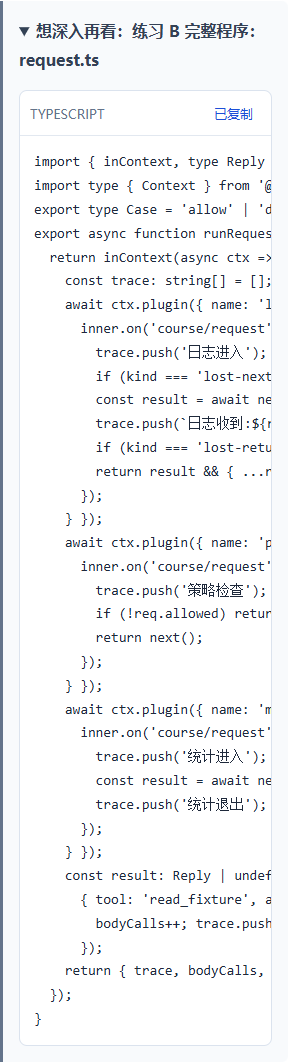 ▼ 想深入再看：练习 B 完整程序：
request.ts
TYPESCRIPT 已复制
import { inContext, type Reply
import type { Context } from '@
export type Case = 'allow' | 'd
export async function runReques
return inContext(async ctx =>
const trace: string[] = [];
await ctx.plugin({ name: 'l
inner.on('course/request'
trace.push('日志进入');
if (kind === 'lost-next
const result = await ne
trace.push(`日志收到:${r
if (kind === 'lost-retu
return result && { ...r
});
} });
await ctx.plugin({ name: 'p
inner.on('course/request'
trace.push('策略检查');
if (!req.allowed) retur
return next();
});
} });
await ctx.plugin({ name: 'm
inner.on('course/request'
trace.push('统计进入');
const result = await ne
trace.push('统计退出');
});
} });
const result: Reply | undef
{ tool: 'read_fixture', a
bodyCalls++; trace.push
});
return { trace, bodyCalls,
});
}